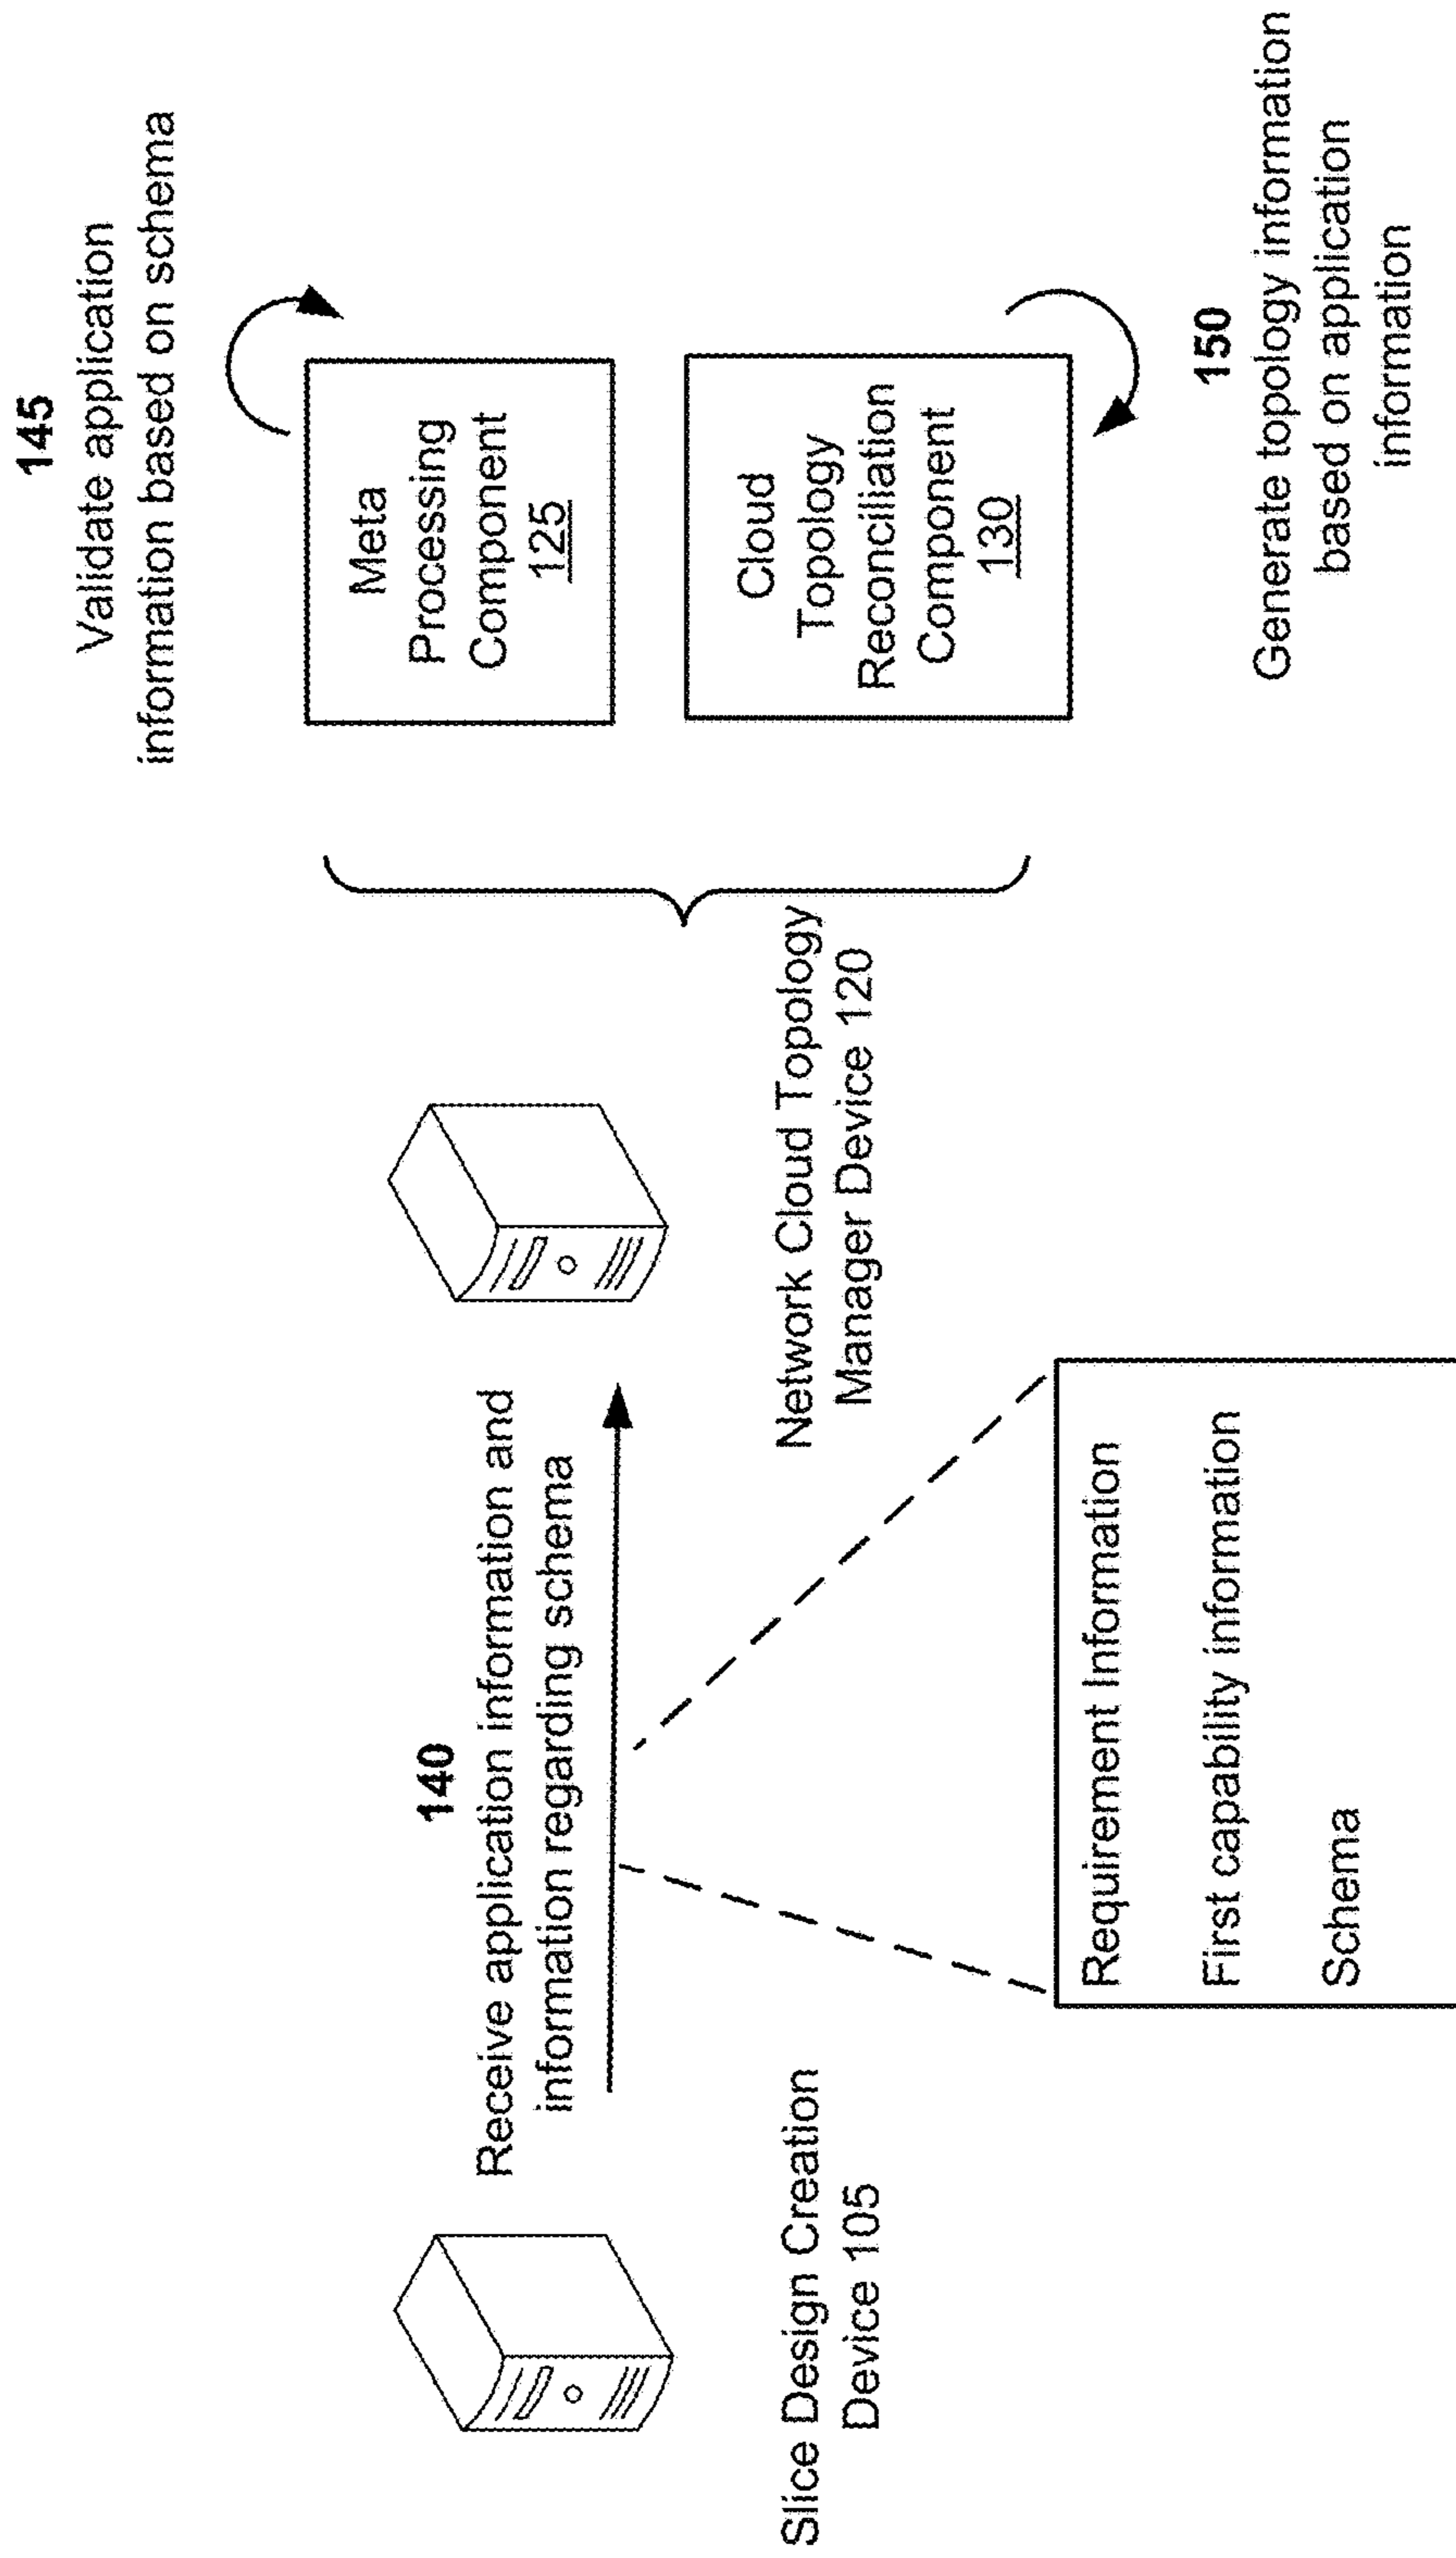 140
Receive application information and
information regarding schema
Slice Design Creation
Device 105
Network Cloud Topology
Manager Device 120
Requirement Information
First capability information
Schema
145
Validate application
information based on schema
Meta
Processing
Component
125
Cloud
Topology
Reconciliation
Component
130
150
Generate topology information
based on application
information